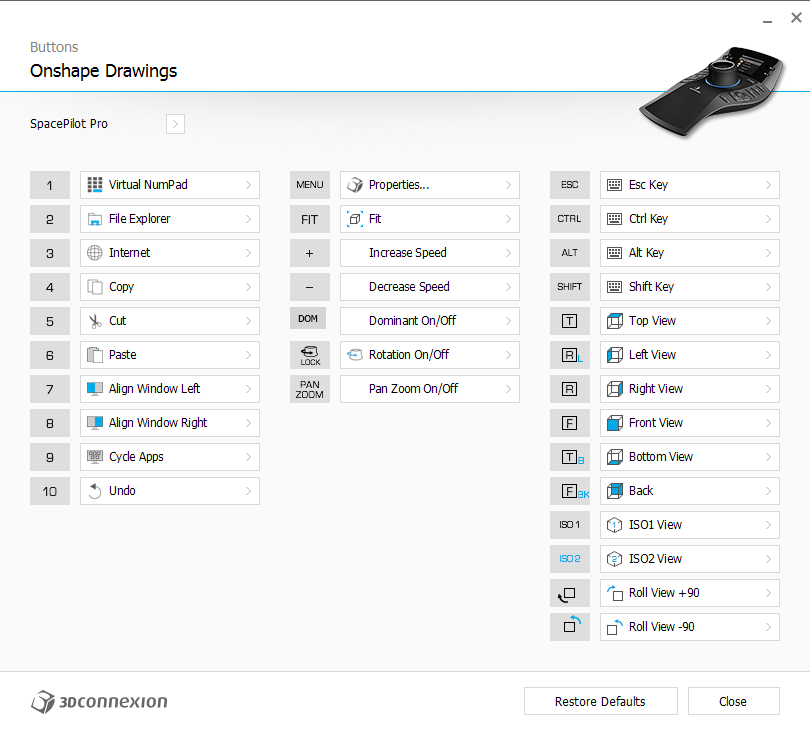 Buttons
Onshape Drawings
SpacePilot Pro
1 Virtual NumPad
2 File Explorer
3 Internet
4 Copy
5 Cut
6 Paste
7 Align Window Left
8 Align Window Right
9 Cycle Apps
10 Undo
MENU Properties...
FIT Fit
+ Increase Speed
− Decrease Speed
DOM Dominant On/Off
LOCK Rotation On/Off
PAN
ZOOM Pan Zoom On/Off
ESC Esc Key
CTRL Ctrl Key
ALT Alt Key
SHIFT Shift Key
T Top View
R L Left View
R Right View
F Front View
T B Bottom View
F BK Back
ISO 1 1 ISO1 View
ISO 2 2 ISO2 View
Roll View +90
Roll View -90
3Dconnexion
Restore Defaults
Close